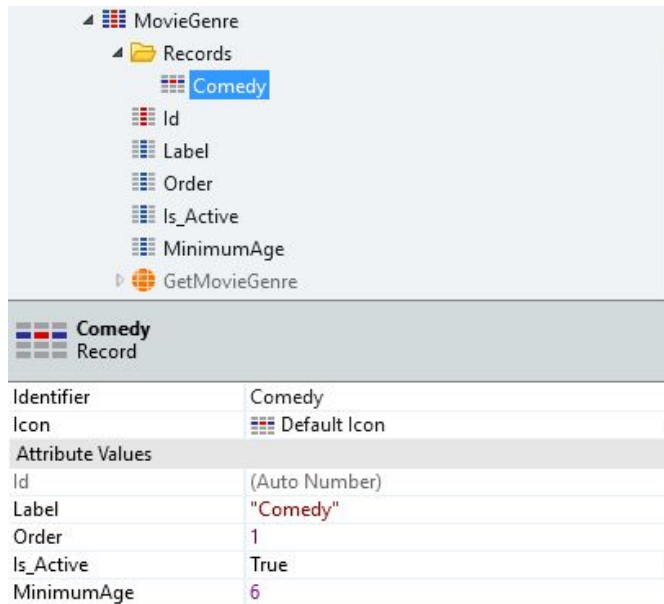 MovieGenre
Records
Comedy
Id
Label
Order
Is_Active
MinimumAge
GetMovieGenre
Comedy
Record
Identifier Comedy
Icon Default Icon
Attribute Values
Id (Auto Number)
Label "Comedy"
Order 1
Is_Active True
MinimumAge 6